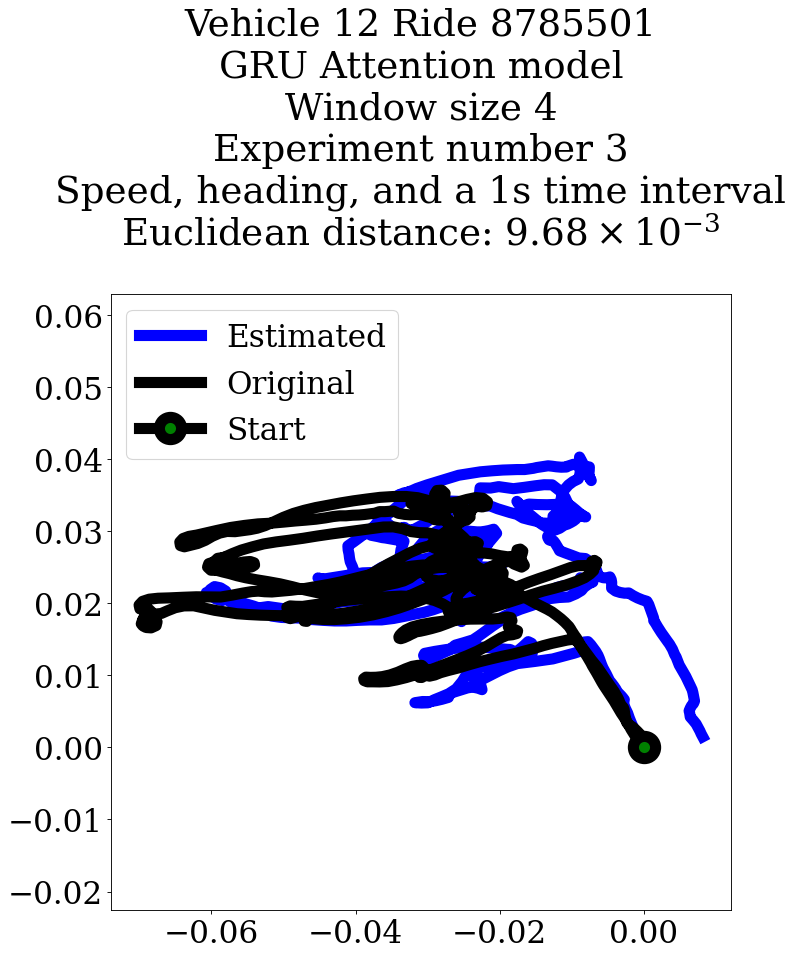 Vehicle 12 Ride 8785501
GRU Attention model
Window size 4
Experiment number 3
Speed, heading, and a 1s time interval
Euclidean distance: 9.68 × 10⁻³
Estimated
Original
Start
0.06
0.05
0.04
0.03
0.02
0.01
0.00
−0.01
−0.02
−0.06 −0.04 −0.02 0.00